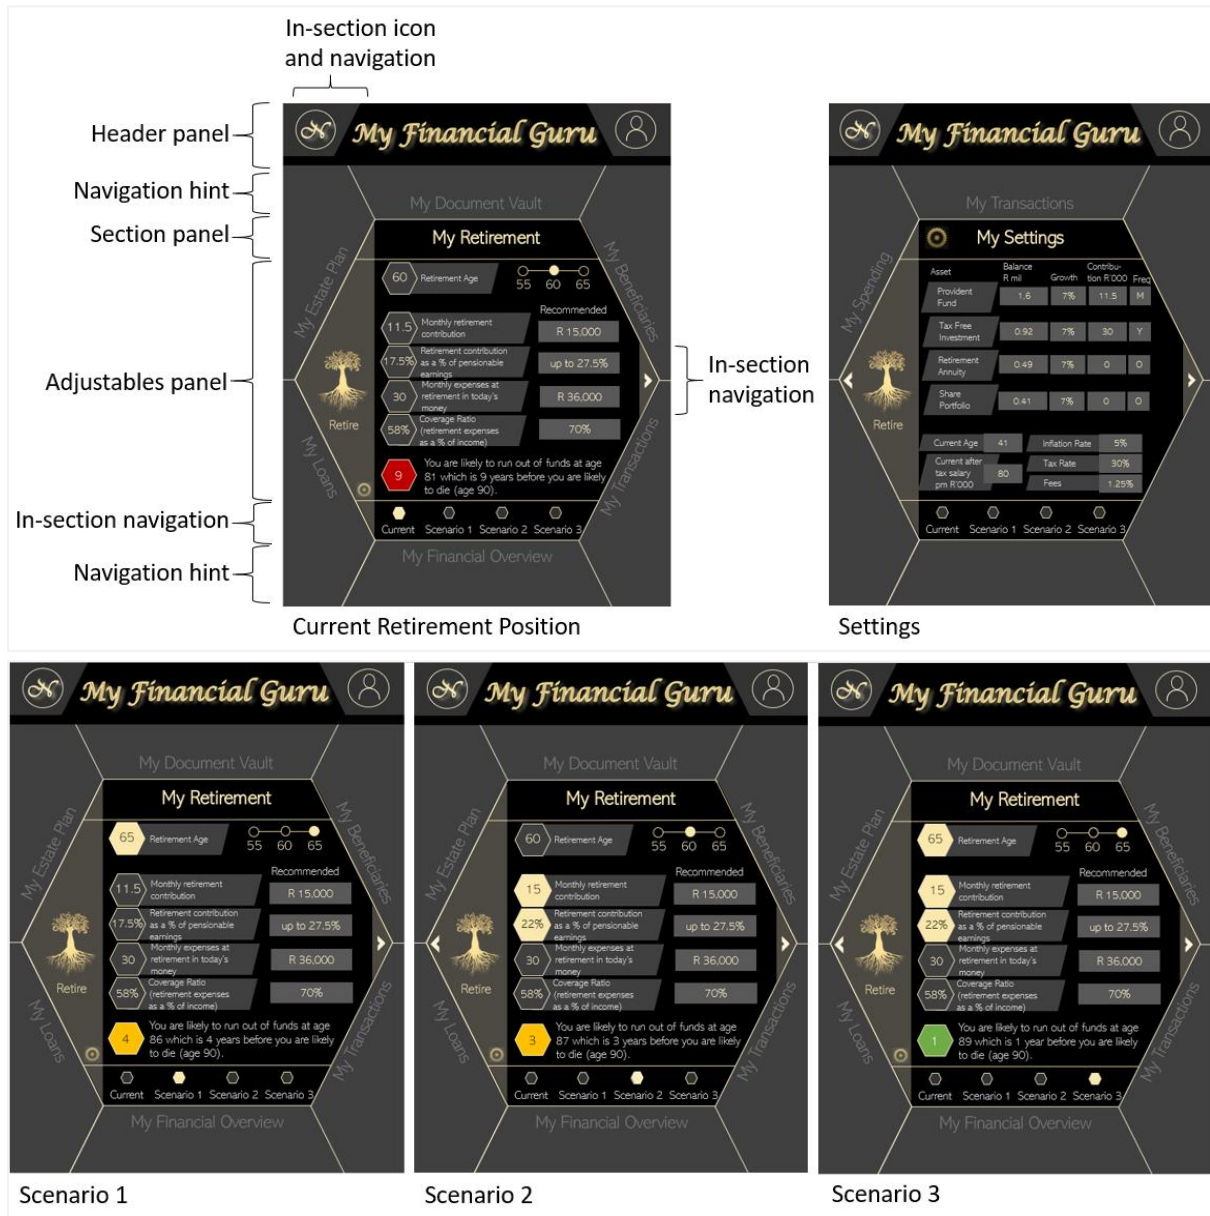 In-section icon
and navigation
Header panel
Navigation hint
Section panel
Adjustables panel
In-section navigation
Navigation hint
In-section
navigation
My Financial Guru
My Document Vault
My Estate Plan
My Beneficiaries
My Retirement
60 Retirement Age
55 60 65
Recommended
11.5 Monthly retirement
contribution
R 15,000
17.5% Retirement contribution
as a % of pensionable
earnings
up to 27.5%
30 Monthly expenses at
retirement in today's
money
R 36,000
58% Coverage Ratio
(retirement expenses
as a % of income)
70%
Retire
9 You are likely to run out of funds at age
81 which is 9 years before you are likely
to die (age 90).
My Loans
My Transactions
Current Scenario 1 Scenario 2 Scenario 3
My Financial Overview
Current Retirement Position
My Financial Guru
My Transactions
My Spending
My Settings
Asset Balance
R mil Growth Contribu-
tion R'000 Freq
Provident
Fund 1.6 7% 11.5 M
Tax Free
Investment 0.92 7% 30 Y
Retirement
Annuity 0.49 7% 0 O
Share
Portfolio 0.41 7% 0 O
Retire
Current Age 41 Inflation Rate 5%
Current after
tax salary
pm R'000 80
Tax Rate 30%
Fees 1.25%
Current Scenario 1 Scenario 2 Scenario 3
Settings
My Financial Guru
My Document Vault
My Estate Plan
My Beneficiaries
My Retirement
65 Retirement Age
55 60 65
Recommended
11.5 Monthly retirement
contribution
R 15,000
17.5% Retirement contribution
as a % of pensionable
earnings
up to 27.5%
30 Monthly expenses at
retirement in today's
money
R 36,000
58% Coverage Ratio
(retirement expenses
as a % of income)
70%
Retire
4 You are likely to run out of funds at age
86 which is 4 years before you are likely
to die (age 90).
My Loans
My Transactions
Current Scenario 1 Scenario 2 Scenario 3
My Financial Overview
Scenario 1
My Financial Guru
My Document Vault
My Estate Plan
My Beneficiaries
My Retirement
60 Retirement Age
55 60 65
Recommended
15 Monthly retirement
contribution
R 15,000
22% Retirement contribution
as a % of pensionable
earnings
up to 27.5%
30 Monthly expenses at
retirement in today's
money
R 36,000
58% Coverage Ratio
(retirement expenses
as a % of income)
70%
Retire
3 You are likely to run out of funds at age
87 which is 3 years before you are likely
to die (age 90).
My Loans
My Transactions
Current Scenario 1 Scenario 2 Scenario 3
My Financial Overview
Scenario 2
My Financial Guru
My Document Vault
My Estate Plan
My Beneficiaries
My Retirement
65 Retirement Age
55 60 65
Recommended
15 Monthly retirement
contribution
R 15,000
22% Retirement contribution
as a % of pensionable
earnings
up to 27.5%
30 Monthly expenses at
retirement in today's
money
R 36,000
58% Coverage Ratio
(retirement expenses
as a % of income)
70%
Retire
1 You are likely to run out of funds at age
89 which is 1 year before you are likely
to die (age 90).
My Loans
My Transactions
Current Scenario 1 Scenario 2 Scenario 3
My Financial Overview
Scenario 3